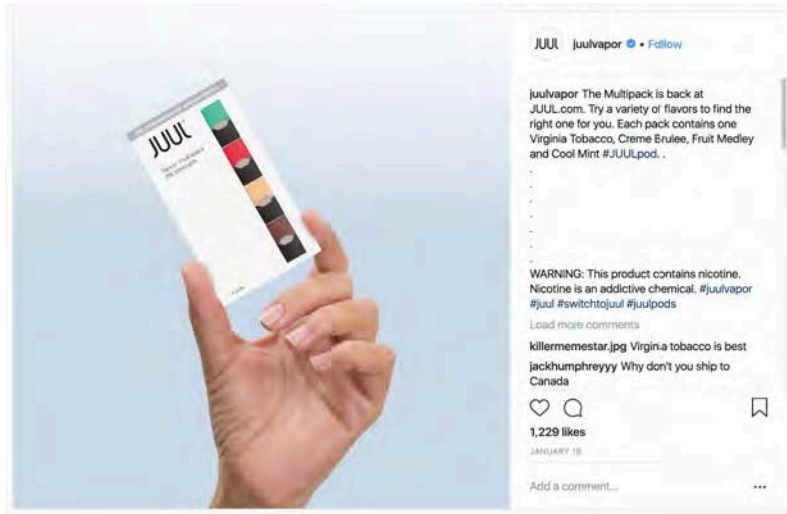 JUUL juulvapor • Follow
juulvapor The Multipack is back at
JUUL.com. Try a variety of flavors to find the
right one for you. Each pack contains one
Virginia Tobacco, Creme Brulee, Fruit Medley
and Cool Mint #JUULpod. .
.
.
.
.
.
.
WARNING: This product contains nicotine.
Nicotine is an addictive chemical. #juulvapor
#juul #switchtojuul #juulpods
Load more comments
killermemestar.jpg Virginia tobacco is best
jackhumphreyyy Why don't you ship to
Canada
1,229 likes
JANUARY 18
Add a comment...
JUUL